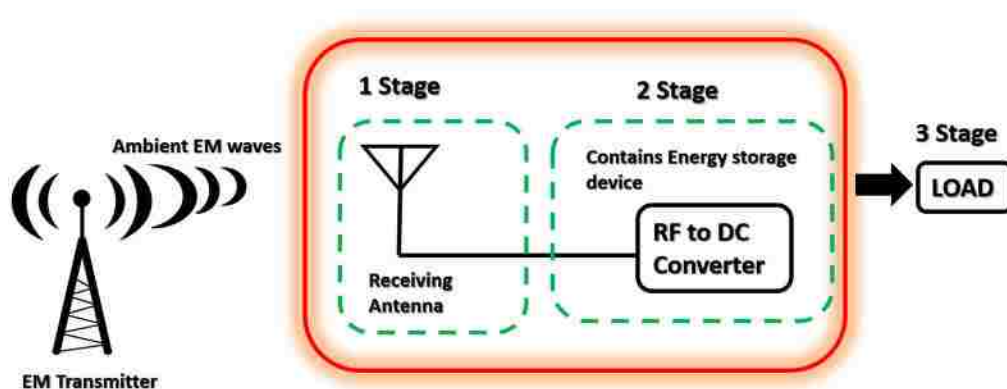 Ambient EM waves
EM Transmitter
1 Stage
Receiving
Antenna
2 Stage
Contains Energy storage
device
RF to DC
Converter
3 Stage
LOAD